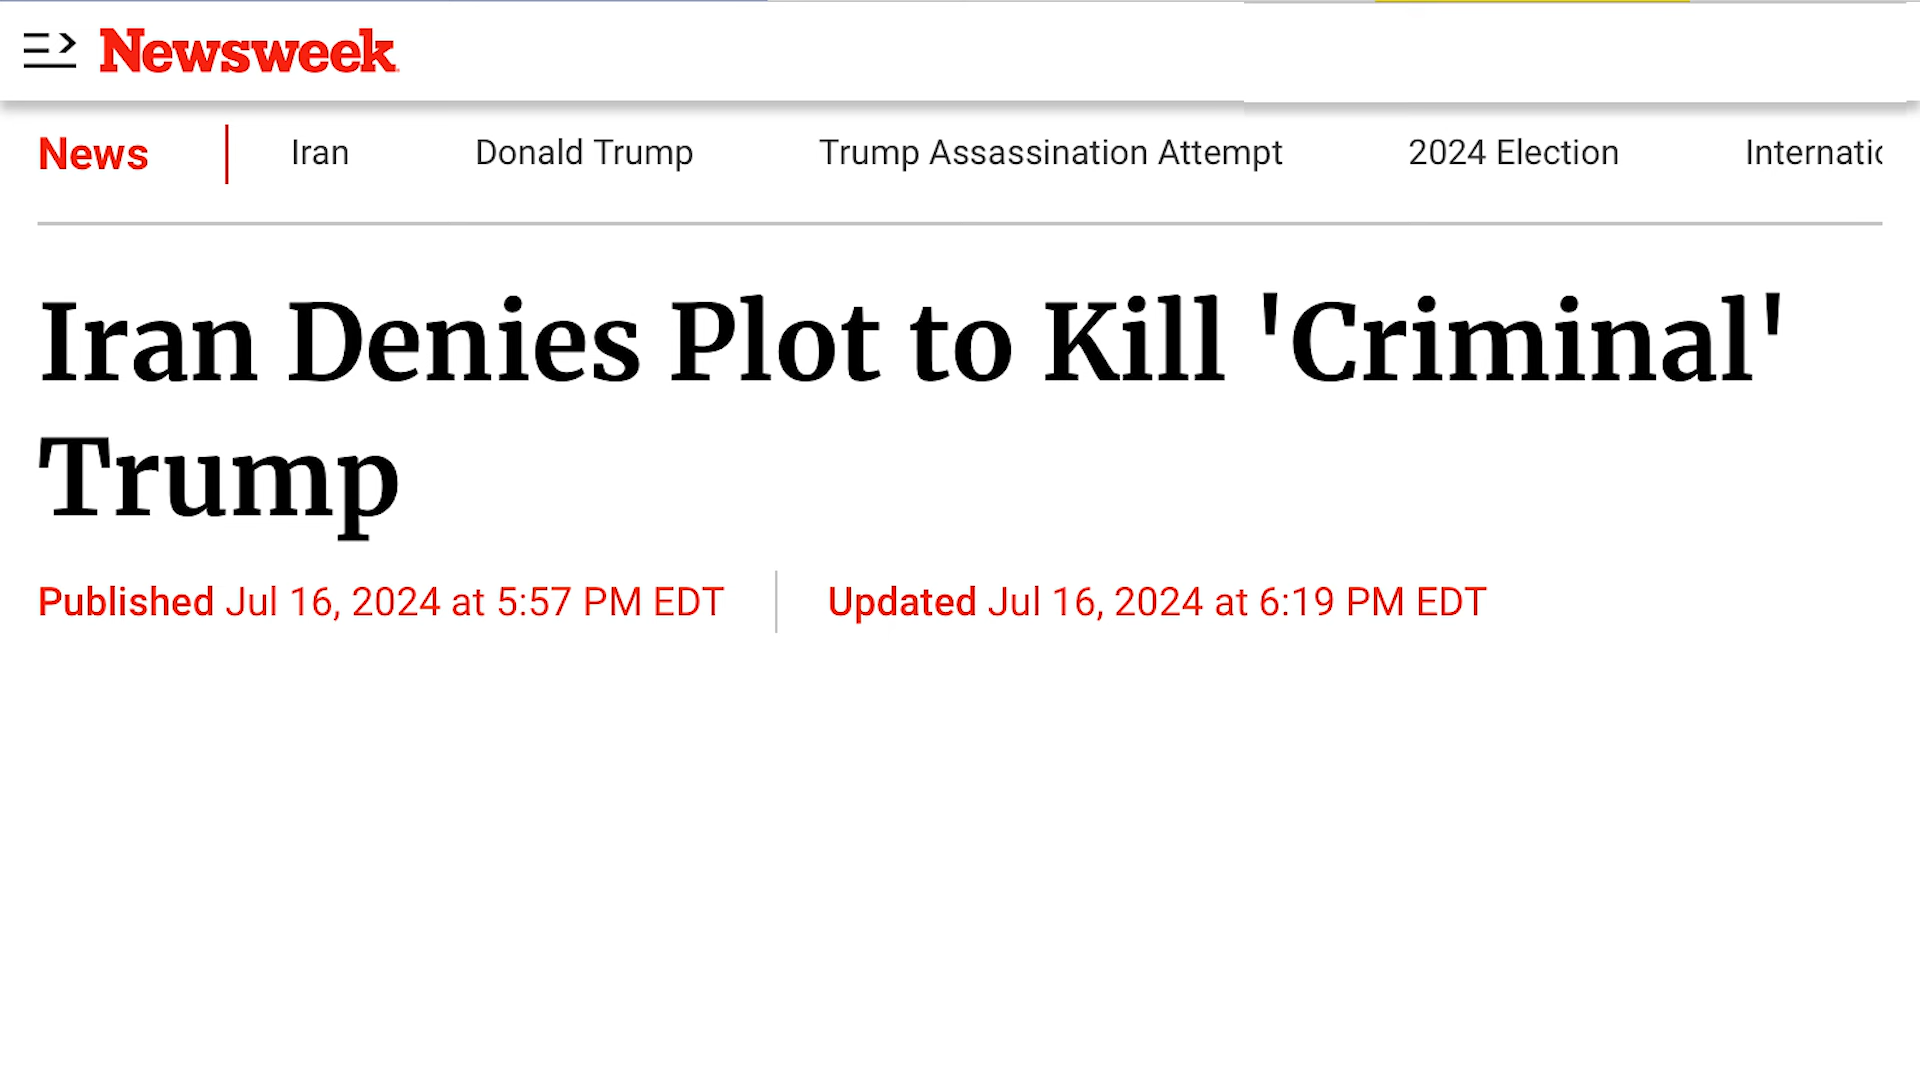 Newsweek
News Iran Donald Trump Trump Assassination Attempt 2024 Election Internatic
Iran Denies Plot to Kill 'Criminal'
Trump
Published Jul 16, 2024 at 5:57 PM EDT Updated Jul 16, 2024 at 6:19 PM EDT